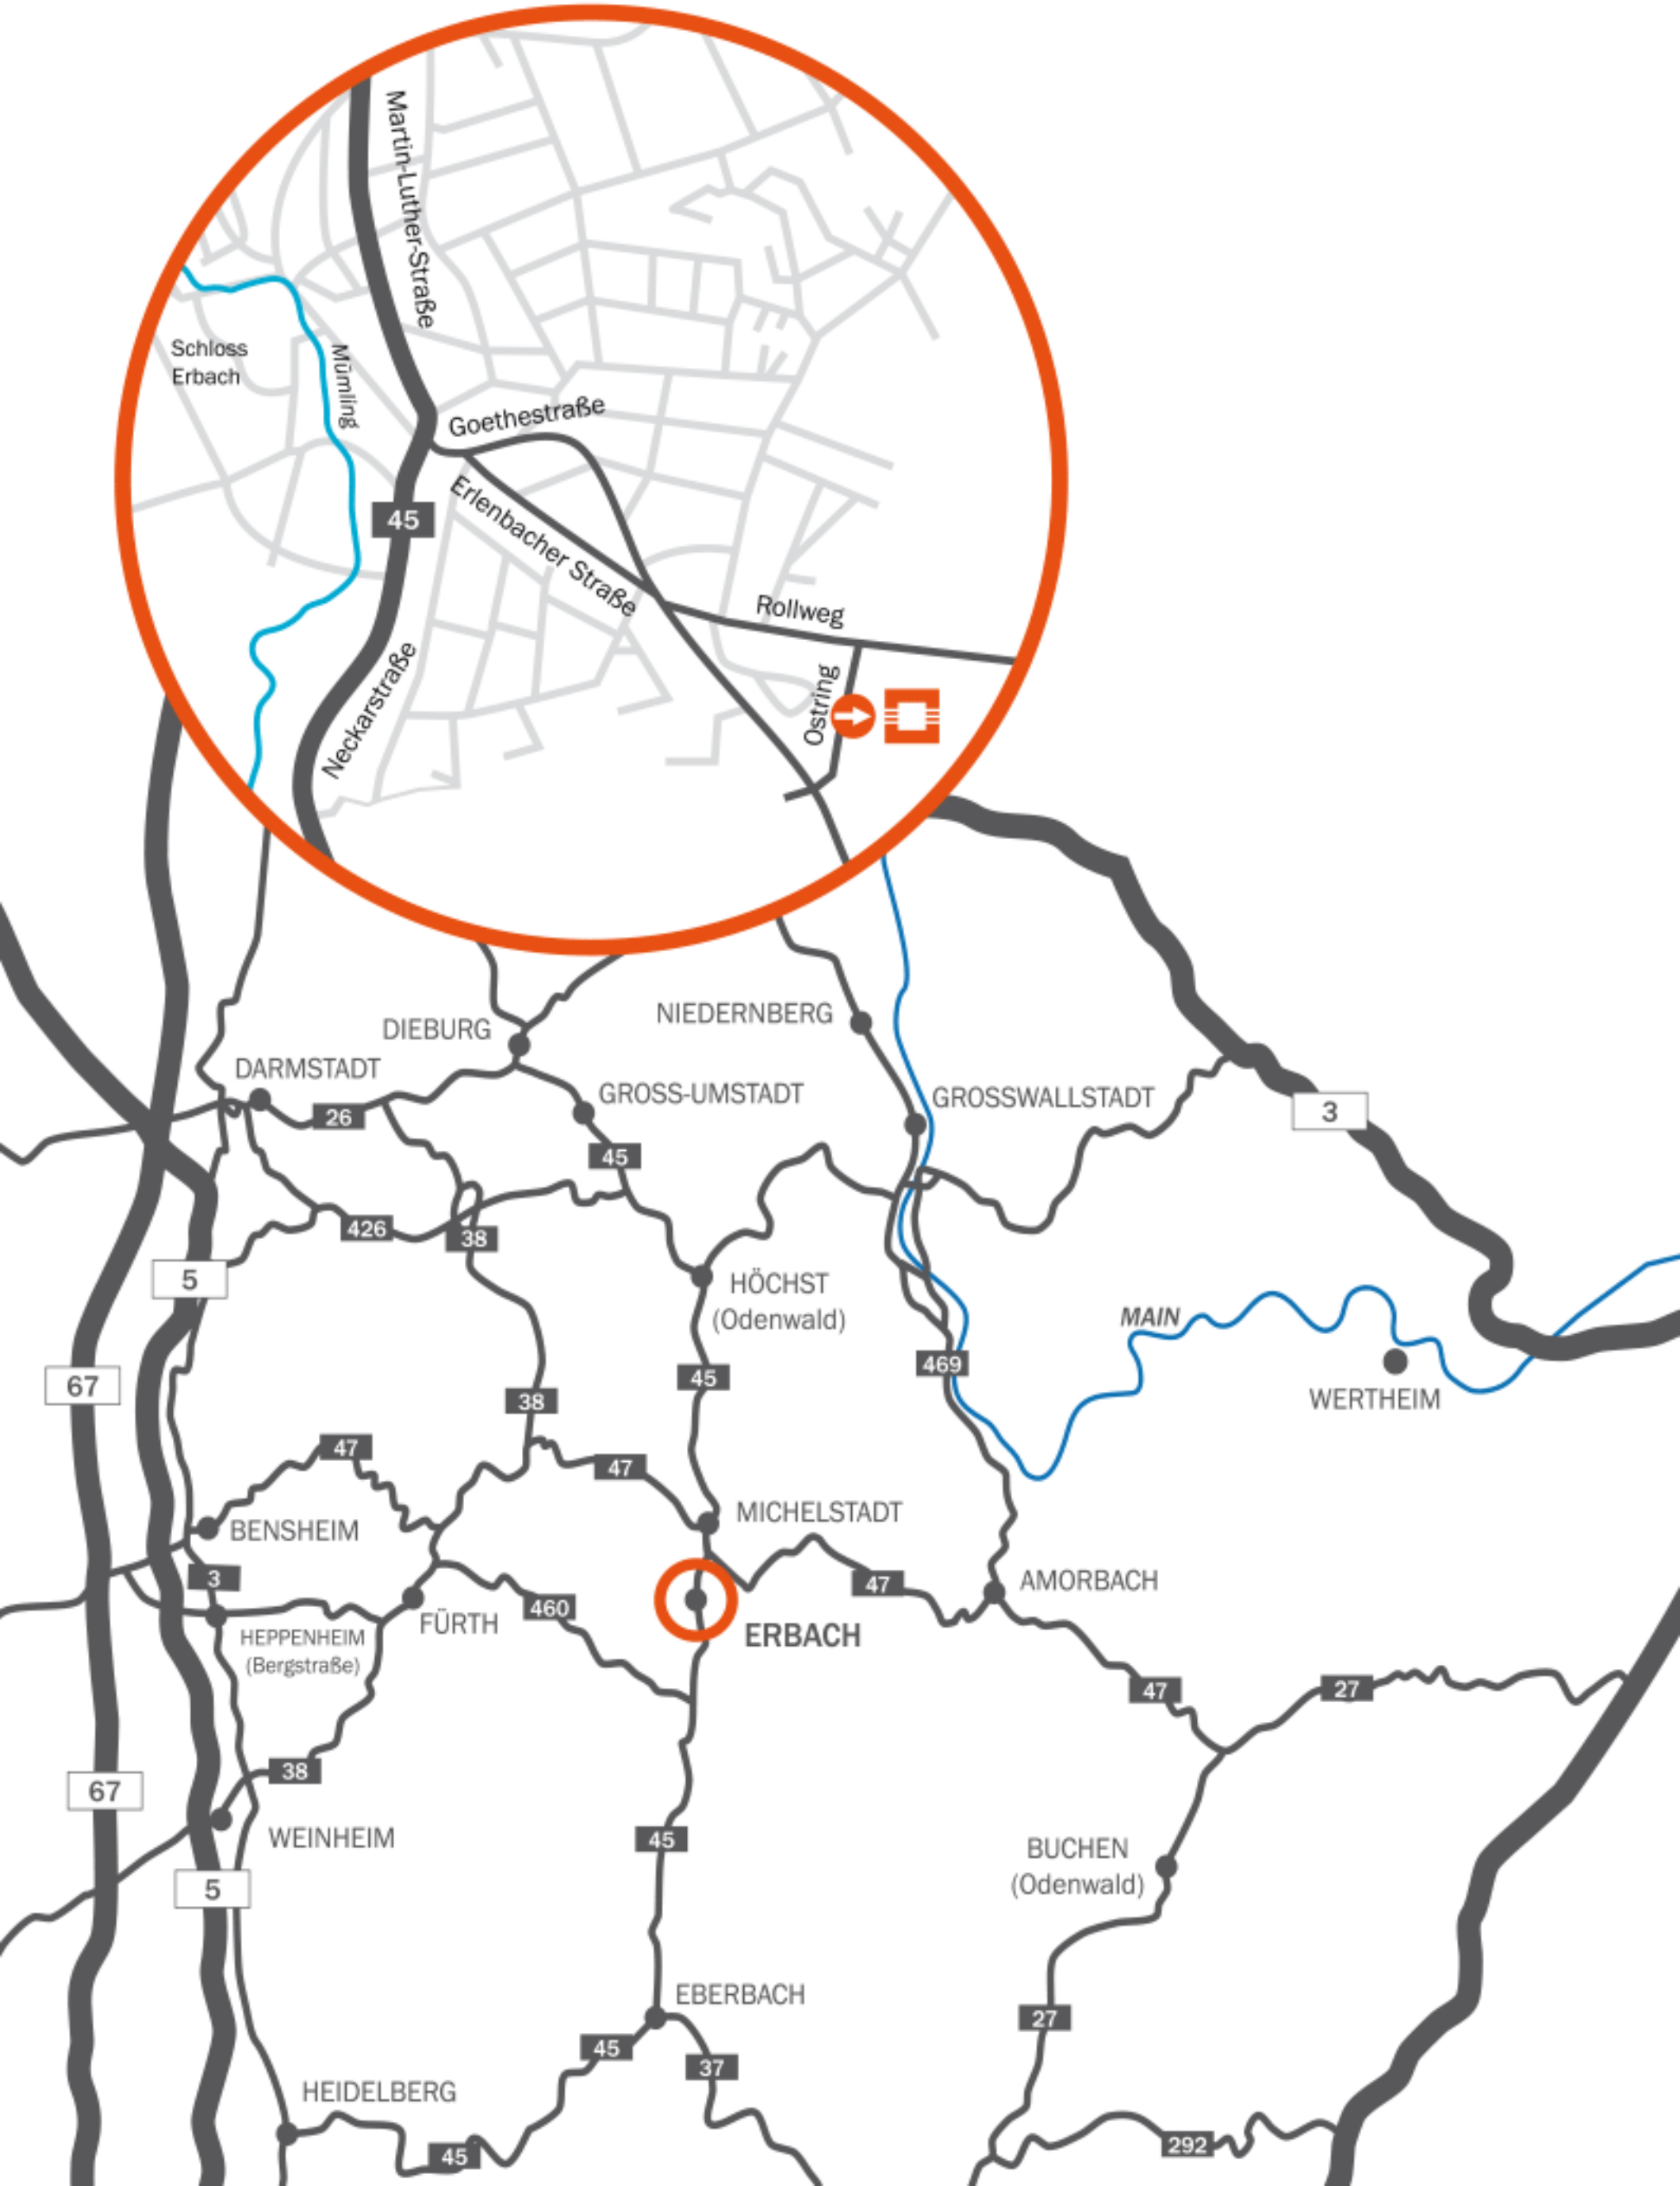 Martin-Luther-Straße
Schloss
Erbach
Mümling
Goethestraße
45
Erlenbacher Straße
Rollweg
Neckarstraße
Ostring
NIEDERNBERG
DIEBURG
DARMSTADT
GROSS-UMSTADT
GROSSWALLSTADT
26
3
45
426
38
5
HÖCHST
(Odenwald)
MAIN
469
45
67
38
WERTHEIM
47
47
MICHELSTADT
BENSHEIM
3
47
AMORBACH
460
FÜRTH
ERBACH
HEPPENHEIM
(Bergstraße)
47
27
38
67
WEINHEIM
45
BUCHEN
(Odenwald)
5
EBERBACH
27
45
37
HEIDELBERG
292
45